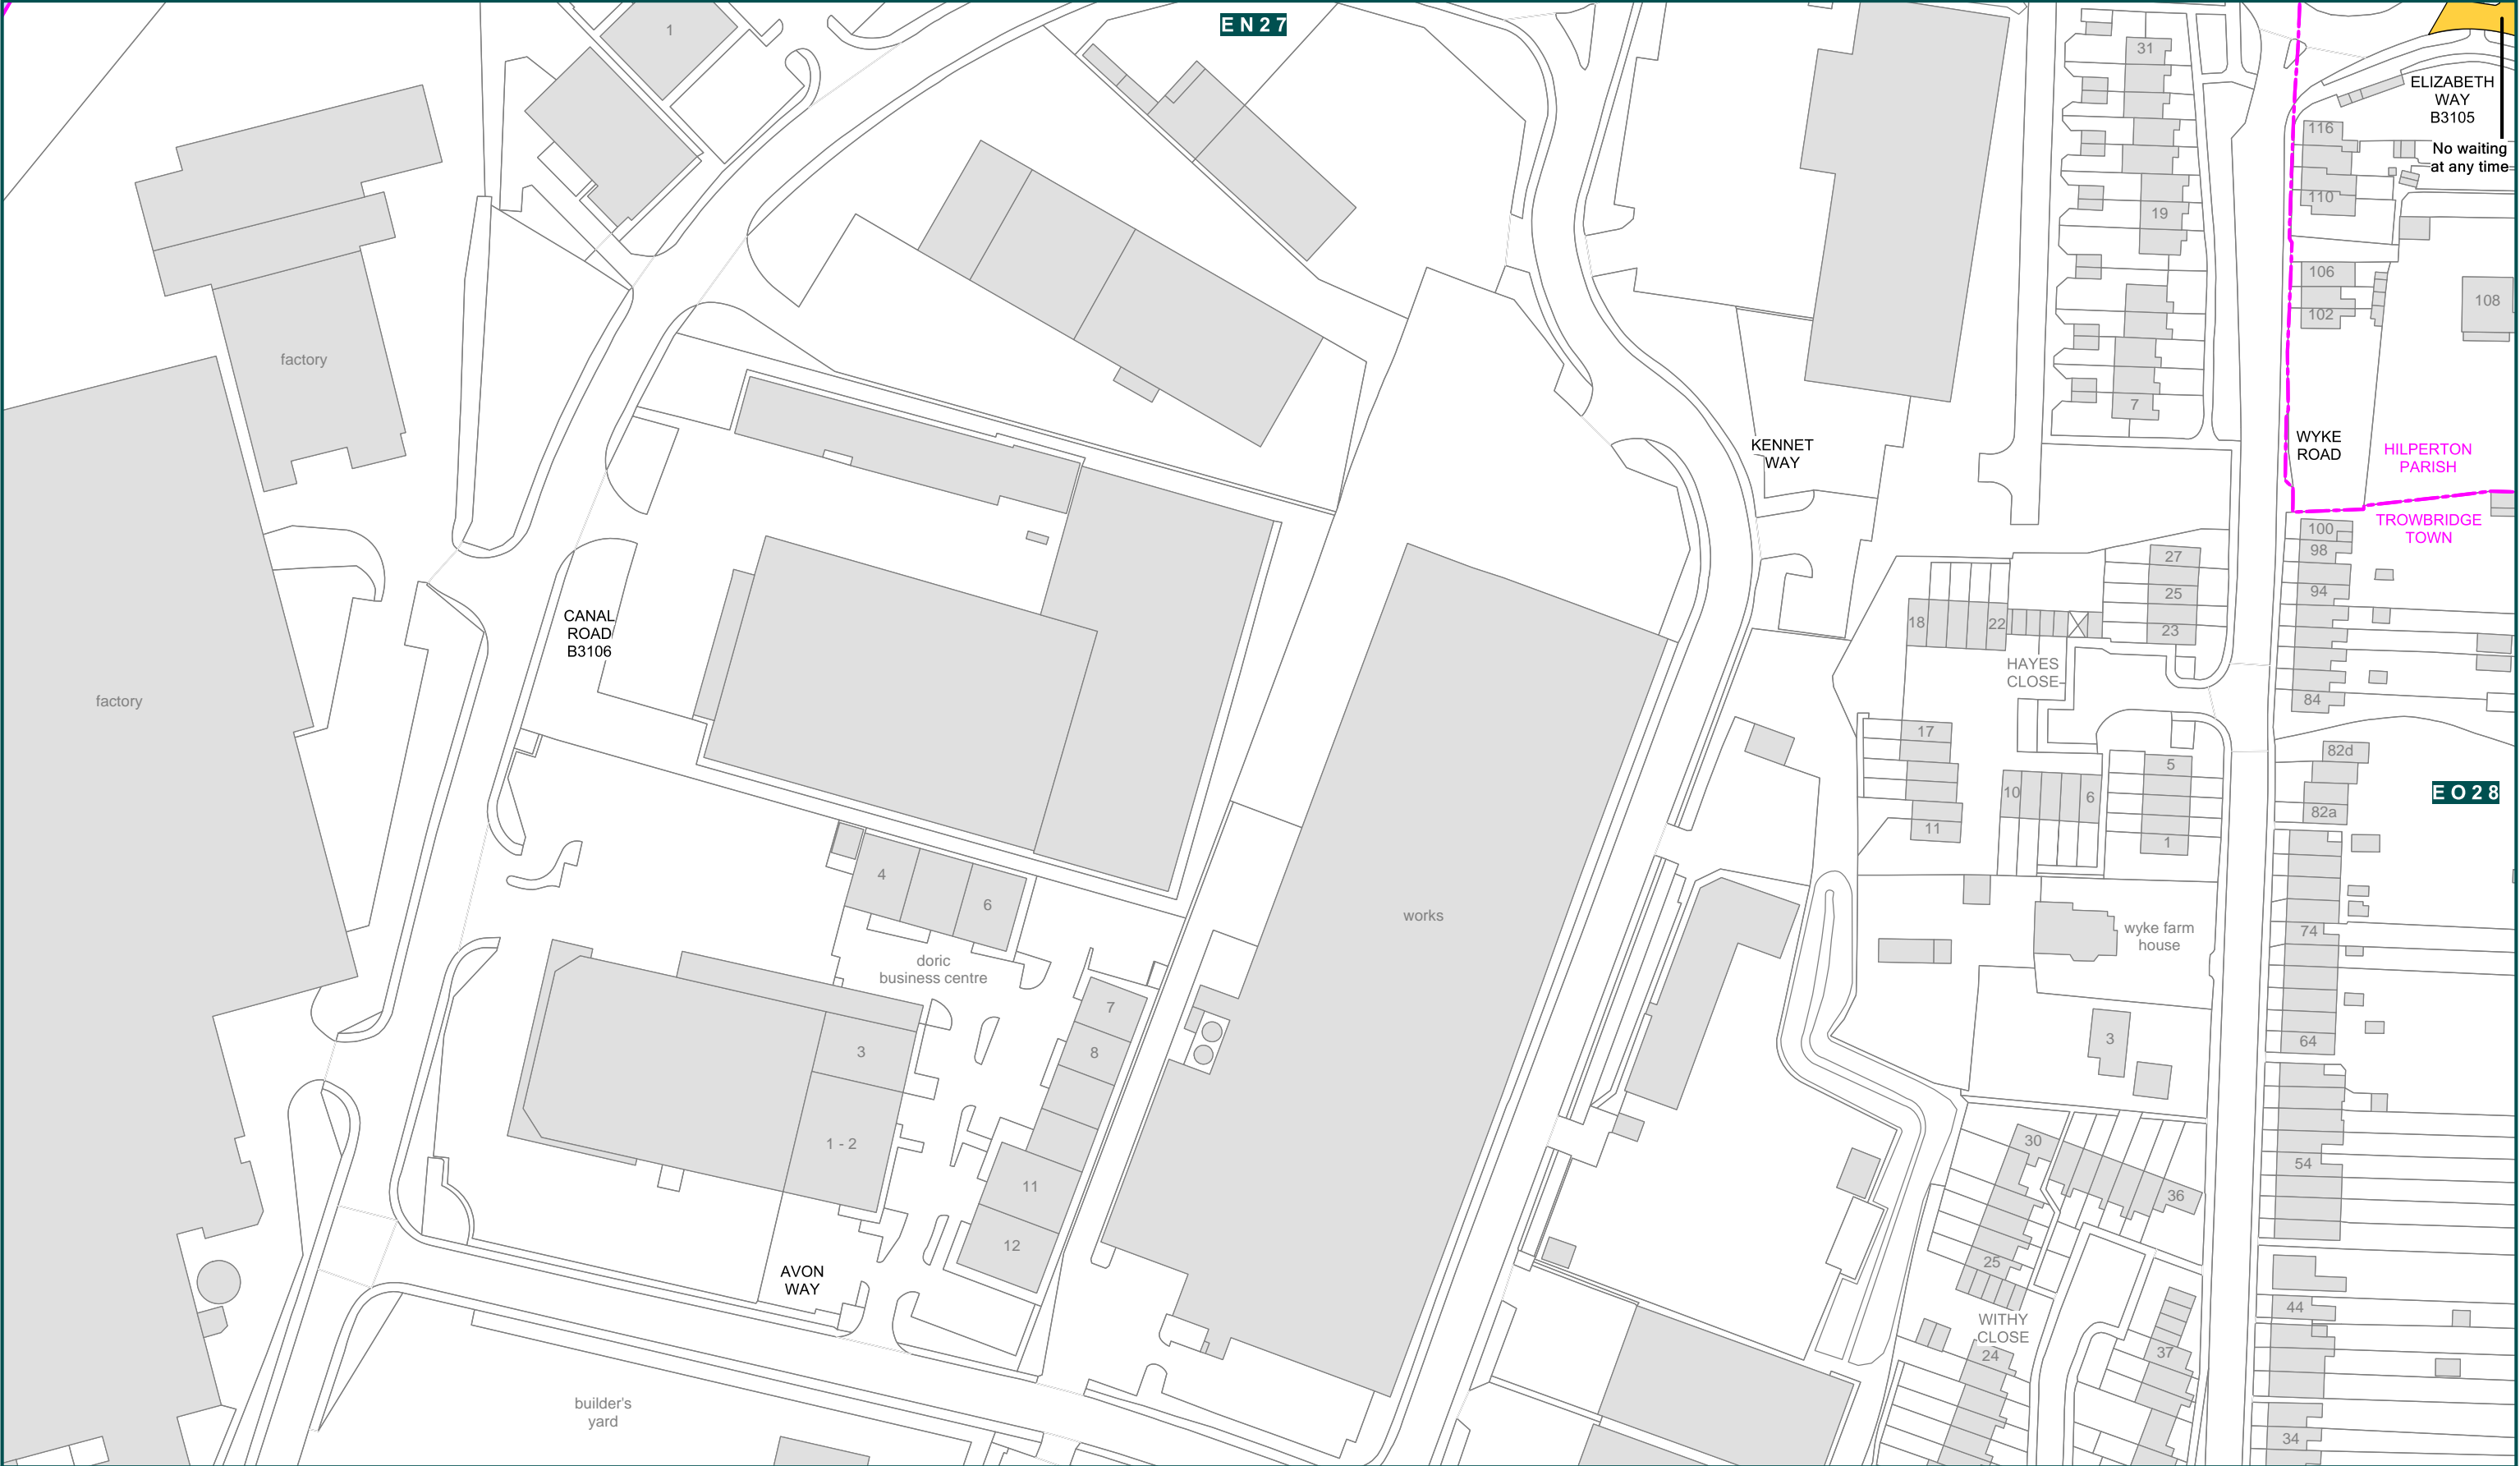 EN27
1
31
ELIZABETH
WAY
B3105
116
No waiting
at any time
110
19
106
108
102
factory
7
KENNET
WAY
WYKE
ROAD
HILPERTON
PARISH
TROWBRIDGE
TOWN
100
98
27
25
94
23
CANAL
ROAD
B3106
18
22
HAYES
CLOSE
factory
84
17
82d
5
EO28
10
6
82a
11
1
4
6
works
wyke farm
house
74
doric
business centre
7
3
8
3
64
1 - 2
30
54
11
36
12
25
AVON
WAY
44
WITHY
CLOSE
24
37
builder's
yard
34